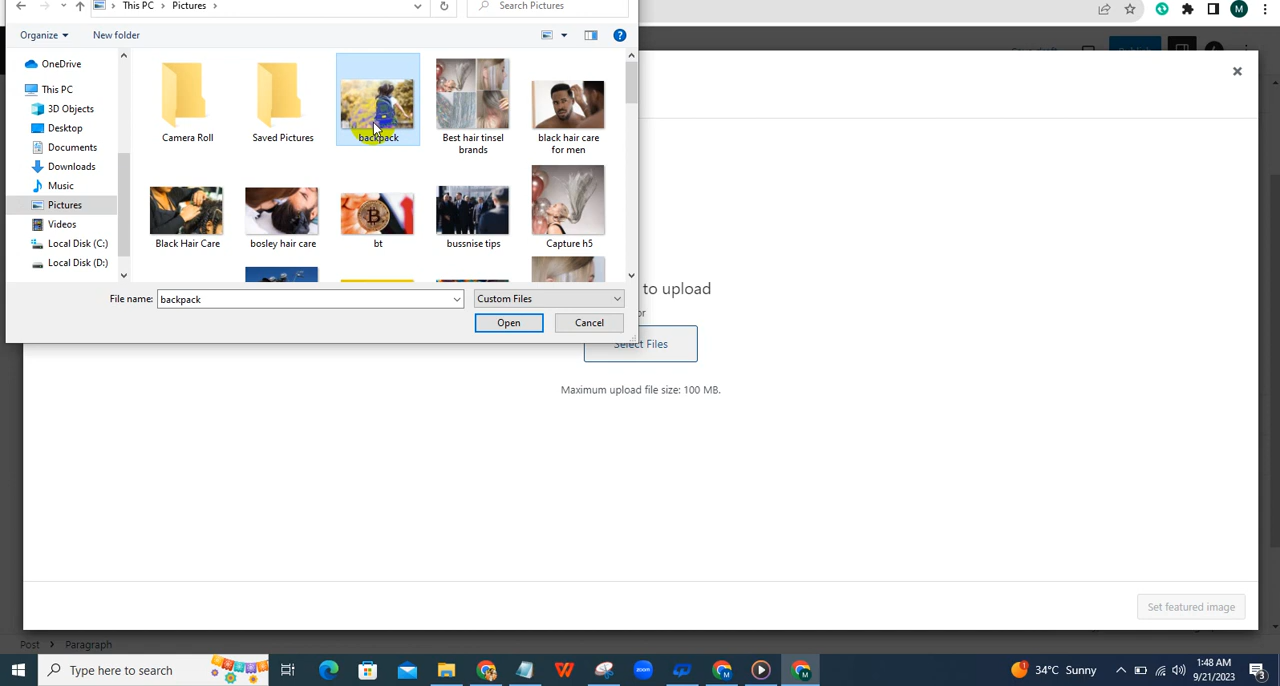 This PC
Pictures
Search Pictures
Organize
New folder
OneDrive
This PC
3D Objects
Desktop
Documents
Downloads
Music
Pictures
Videos
Local Disk (C:)
Local Disk (D:)
Camera Roll
Saved Pictures
backpack
Best hair tinsel
brands
black hair care
for men
Black Hair Care
bosley hair care
bt
bussnise tips
Capture h5
File name:
backpack
Custom Files
Open
Cancel
to upload
or
Select Files
Maximum upload file size: 100 MB.
Set featured image
Post
Paragraph
Type here to search
zoom
34°C Sunny
1:48 AM
9/21/2023
3
M